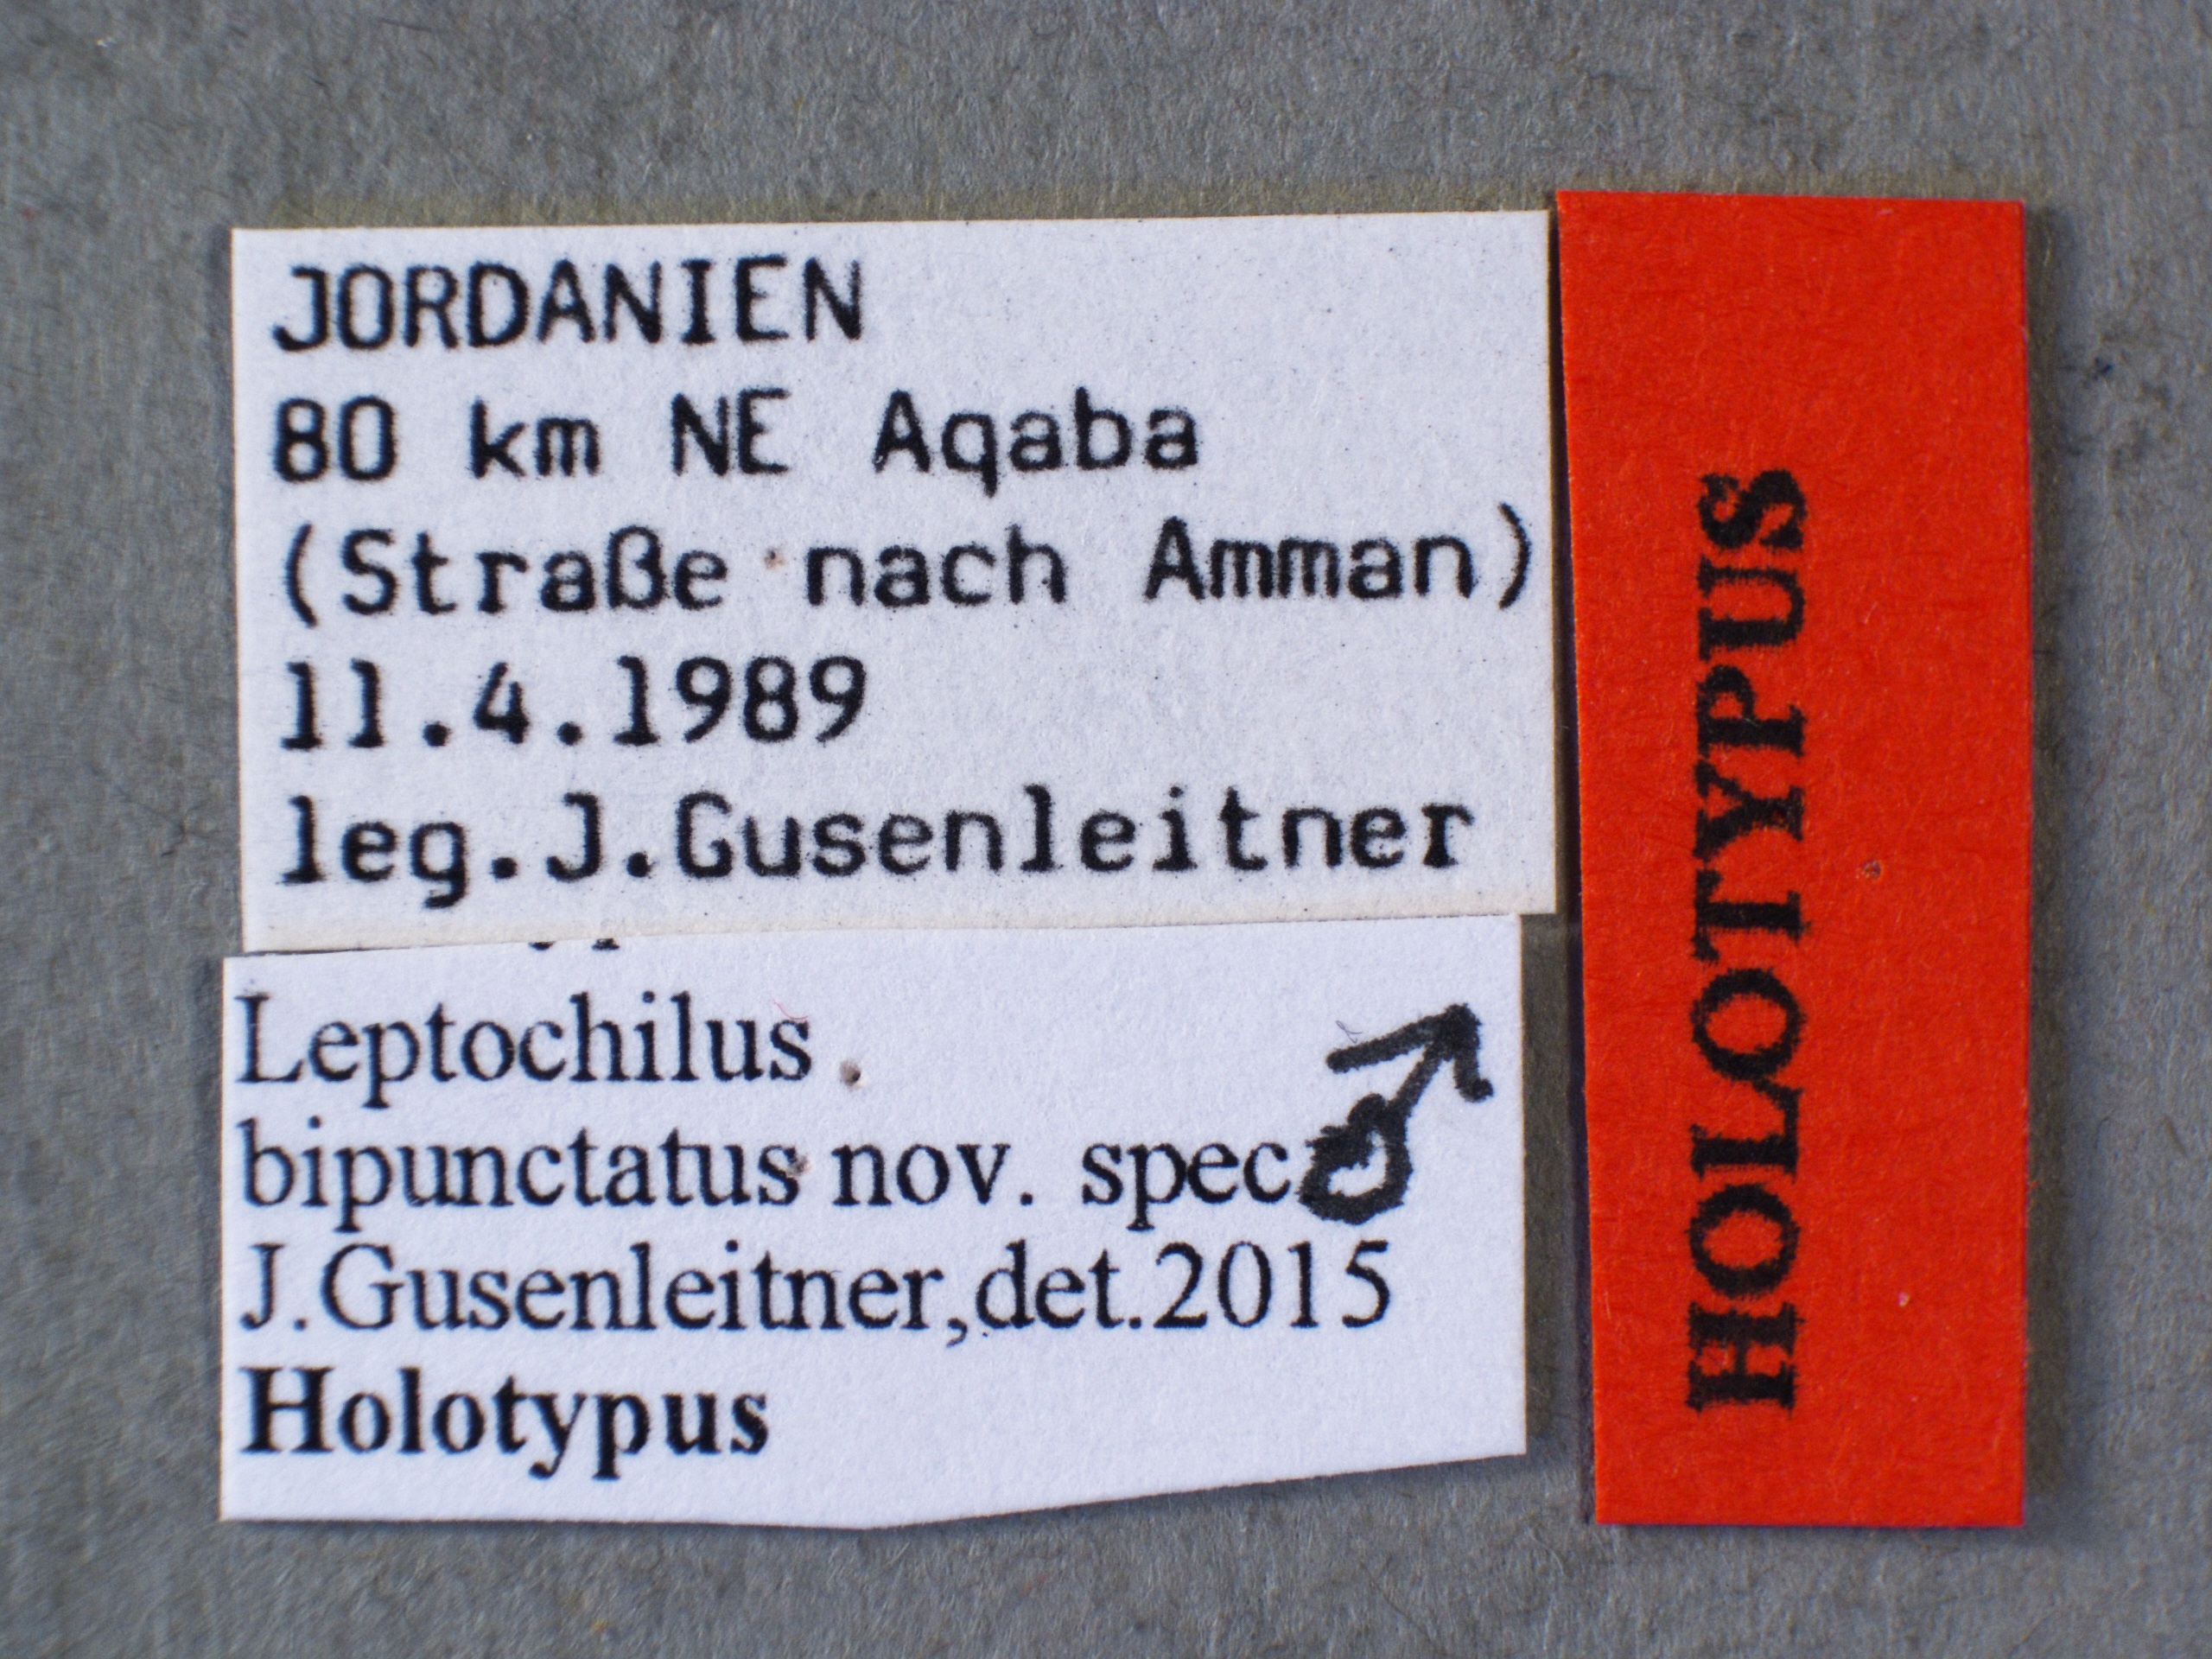 JORDANIEN
80 km NE Aqaba
(Straße nach Amman)
11.4.1989
leg.J.Gusenleitner
Leptochilus
bipunctatus nov. spec ♂
J.Gusenleitner,det.2015
Holotypus
HOLOTYPUS